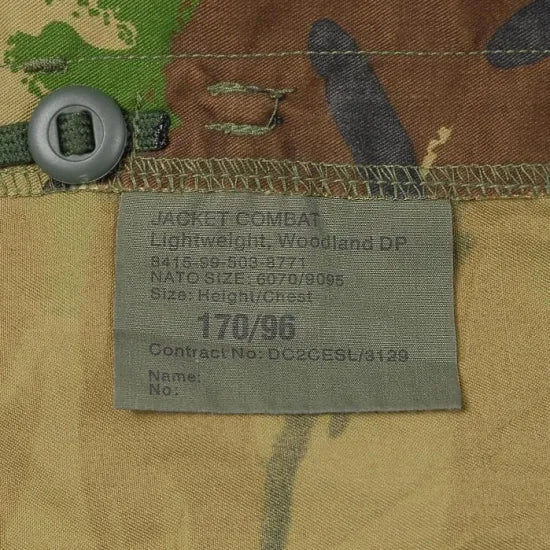 JACKET COMBAT
Lightweight, Woodland DP
8415-99-503-8771
NATO SIZE: 6070/9095
Size: Height/Chest
170/96
Contract No: DC2CESL/3129
Name:
No: